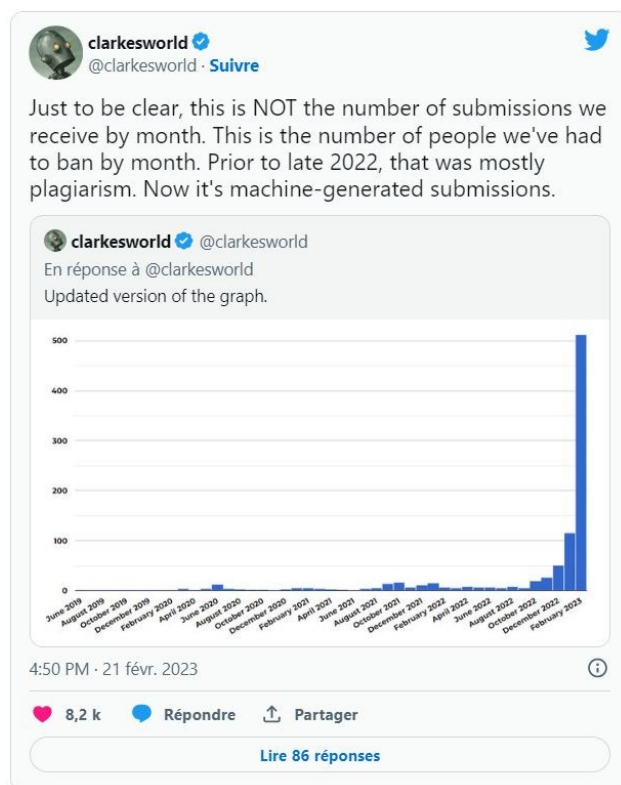 clarkesworld
@clarkesworld · Suivre
Just to be clear, this is NOT the number of submissions we
receive by month. This is the number of people we've had
to ban by month. Prior to late 2022, that was mostly
plagiarism. Now it's machine-generated submissions.
clarkesworld @clarkesworld
En réponse à @clarkesworld
Updated version of the graph.
500
400
300
200
100
0
June 2019
August 2019
October 2019
December 2019
February 2020
April 2020
June 2020
August 2020
October 2020
December 2020
February 2021
April 2021
June 2021
August 2021
October 2021
December 2021
February 2022
April 2022
June 2022
August 2022
October 2022
December 2022
February 2023
4:50 PM · 21 févr. 2023
8,2 k Répondre Partager
Lire 86 réponses